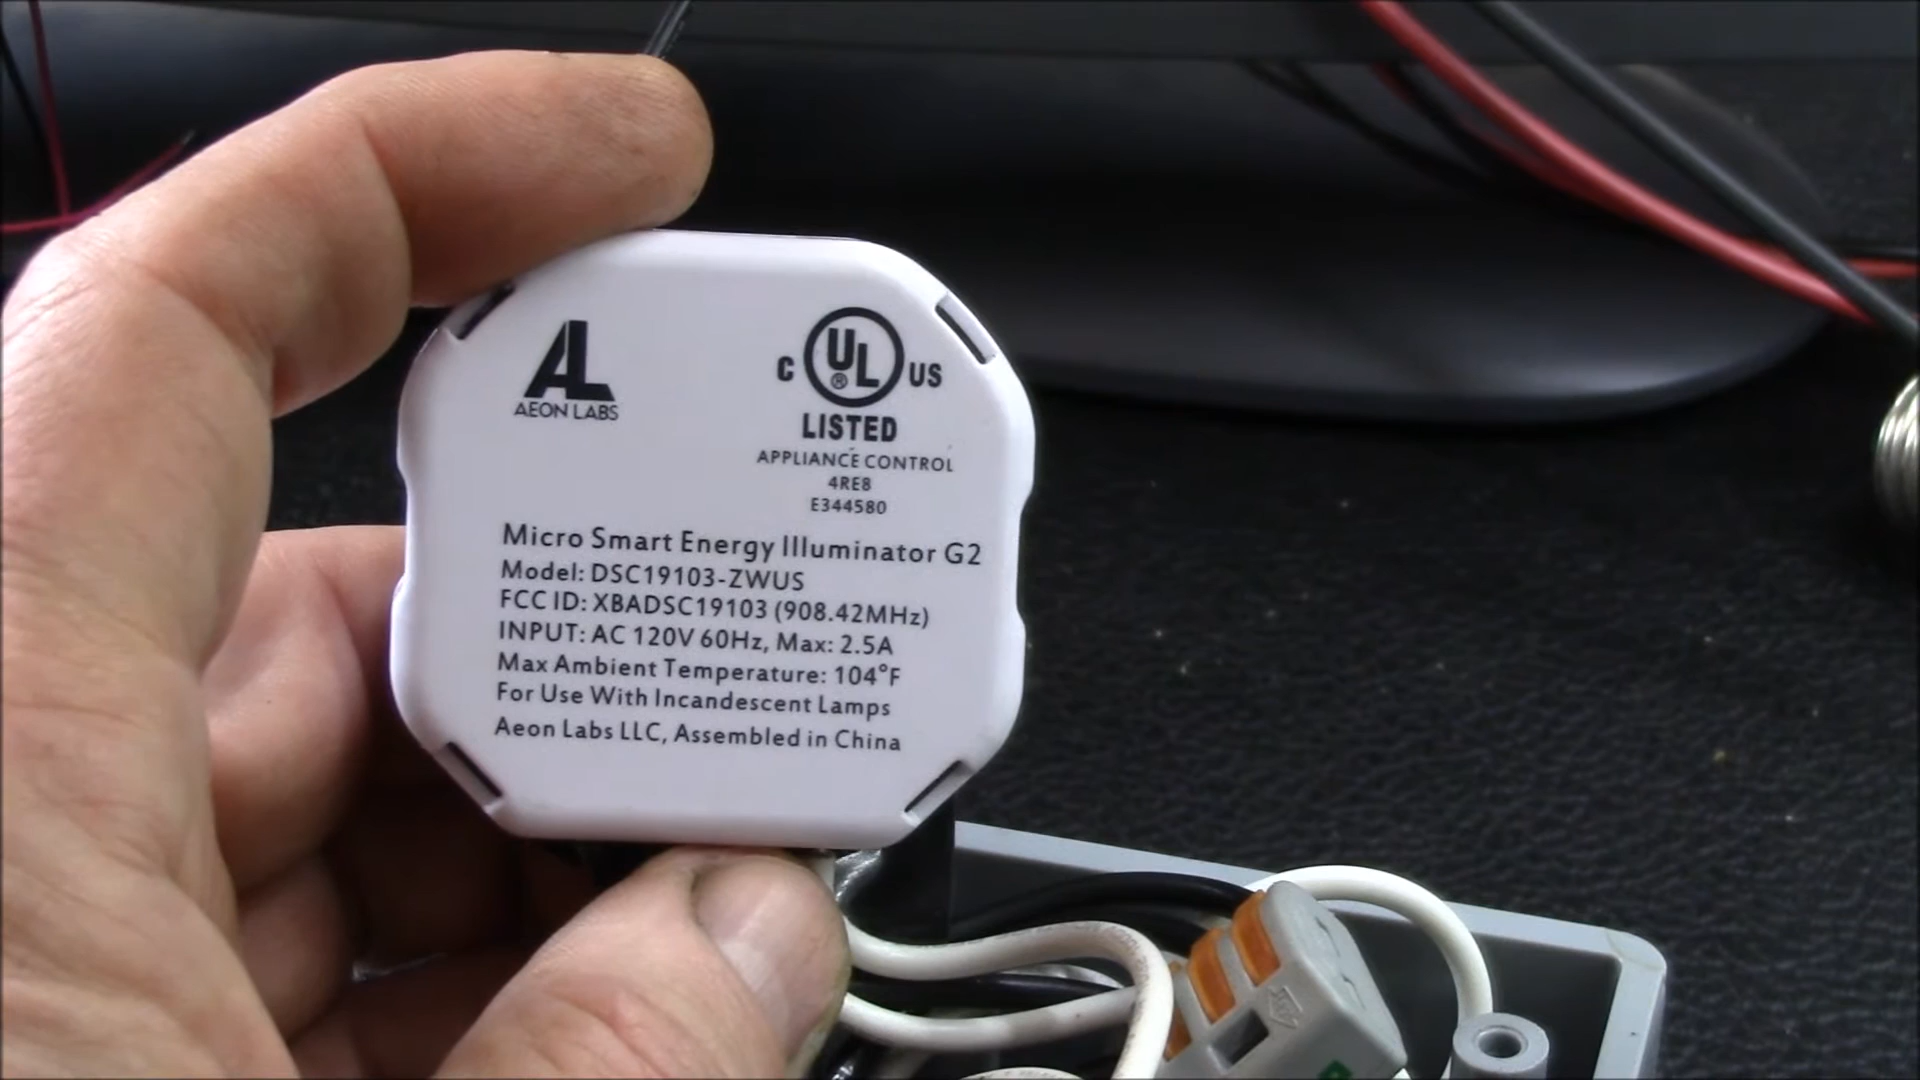 AL
AEON LABS
C UL® US
LISTED
APPLIANCE CONTROL
4RE8
E344580
Micro Smart Energy Illuminator G2
Model: DSC19103-ZWUS
FCC ID: XBADSC19103 (908.42MHz)
INPUT: AC 120V 60Hz, Max: 2.5A
Max Ambient Temperature: 104°F
For Use With Incandescent Lamps
Aeon Labs LLC, Assembled in China